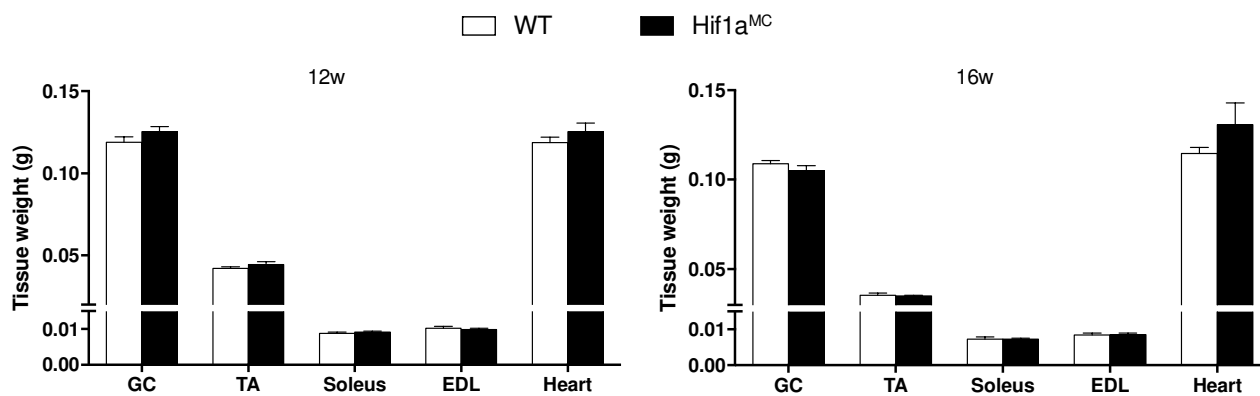 WT Hif1a^MC
12w
Tissue weight (g)
0.15
0.10
0.05
0.01
0.00
GC TA Soleus EDL Heart
16w
Tissue weight (g)
0.15
0.10
0.05
0.01
0.00
GC TA Soleus EDL Heart